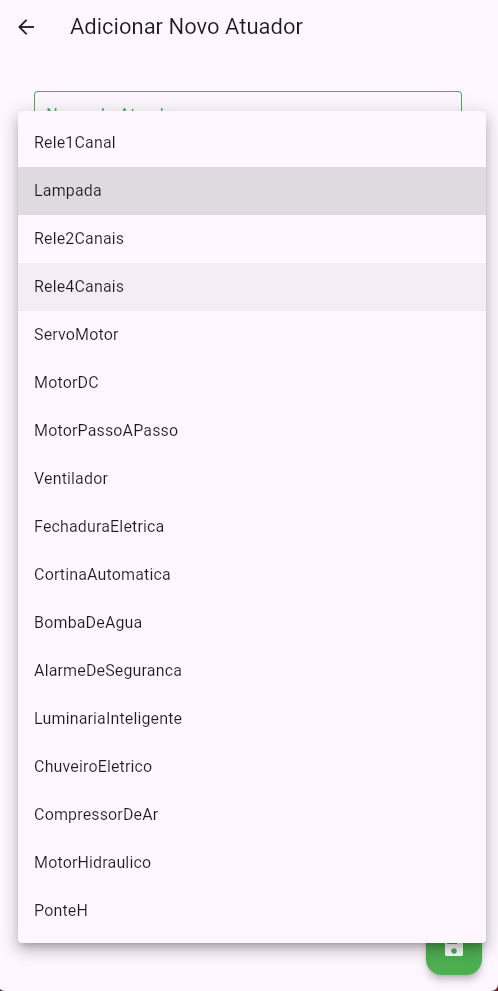 Adicionar Novo Atuador
Rele1Canal
Lampada
Rele2Canais
Rele4Canais
ServoMotor
MotorDC
MotorPassoAPasso
Ventilador
FechaduraEletrica
CortinaAutomatica
BombaDeAgua
AlarmeDeSeguranca
LuminariaInteligente
ChuveiroEletrico
CompressorDeAr
MotorHidraulico
PonteH